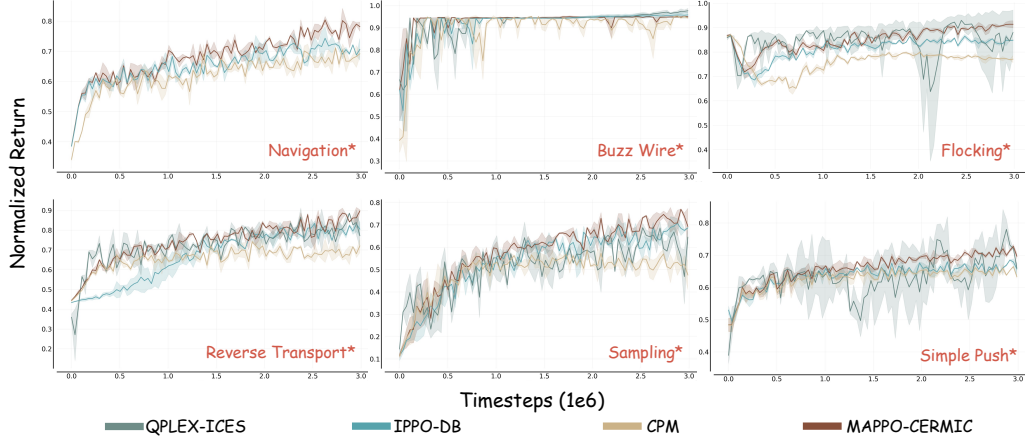 Normalized Return
0.8
0.7
0.6
0.5
0.4
0.0 0.5 1.0 1.5 2.0 2.5 3.0
Navigation*
1.0
0.9
0.8
0.7
0.6
0.5
0.4
0.3
0.0 0.5 1.0 1.5 2.0 2.5 3.0
Buzz Wire*
1.0
0.9
0.8
0.7
0.6
0.5
0.4
0.0 0.5 1.0 1.5 2.0 2.5 3.0
Flocking*
0.9
0.8
0.7
0.6
0.5
0.4
0.3
0.2
0.0 0.5 1.0 1.5 2.0 2.5 3.0
Reverse Transport*
0.8
0.7
0.6
0.5
0.4
0.3
0.2
0.1
0.0 0.5 1.0 1.5 2.0 2.5 3.0
Sampling*
0.8
0.7
0.6
0.5
0.4
0.0 0.5 1.0 1.5 2.0 2.5 3.0
Simple Push*
Timesteps (1e6)
QPLEX-ICES IPPO-DB CPM MAPPO-CERMIC